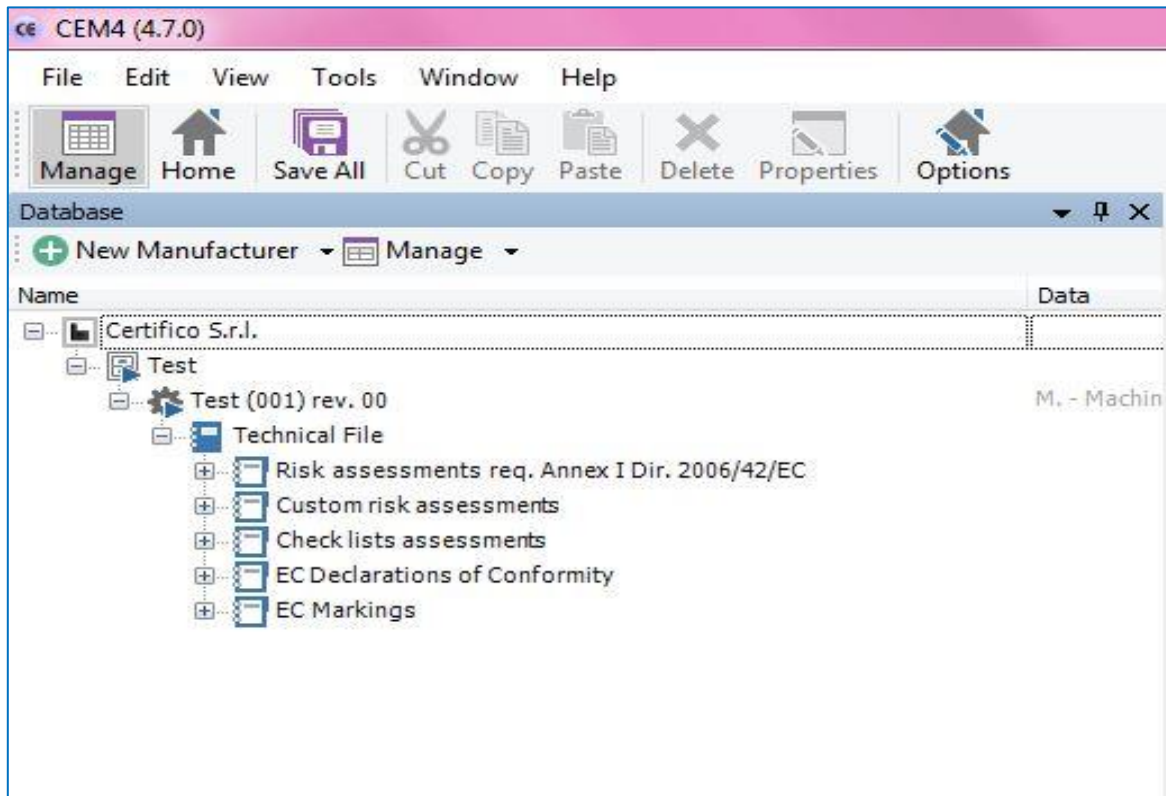 CE CEM4 (4.7.0)
File Edit View Tools Window Help
Manage Home Save All Cut Copy Paste Delete Properties Options
Database
New Manufacturer Manage
Name Data
Certifico S.r.l.
Test
Test (001) rev. 00 M. - Machin
Technical File
Risk assessments req. Annex I Dir. 2006/42/EC
Custom risk assessments
Check lists assessments
EC Declarations of Conformity
EC Markings